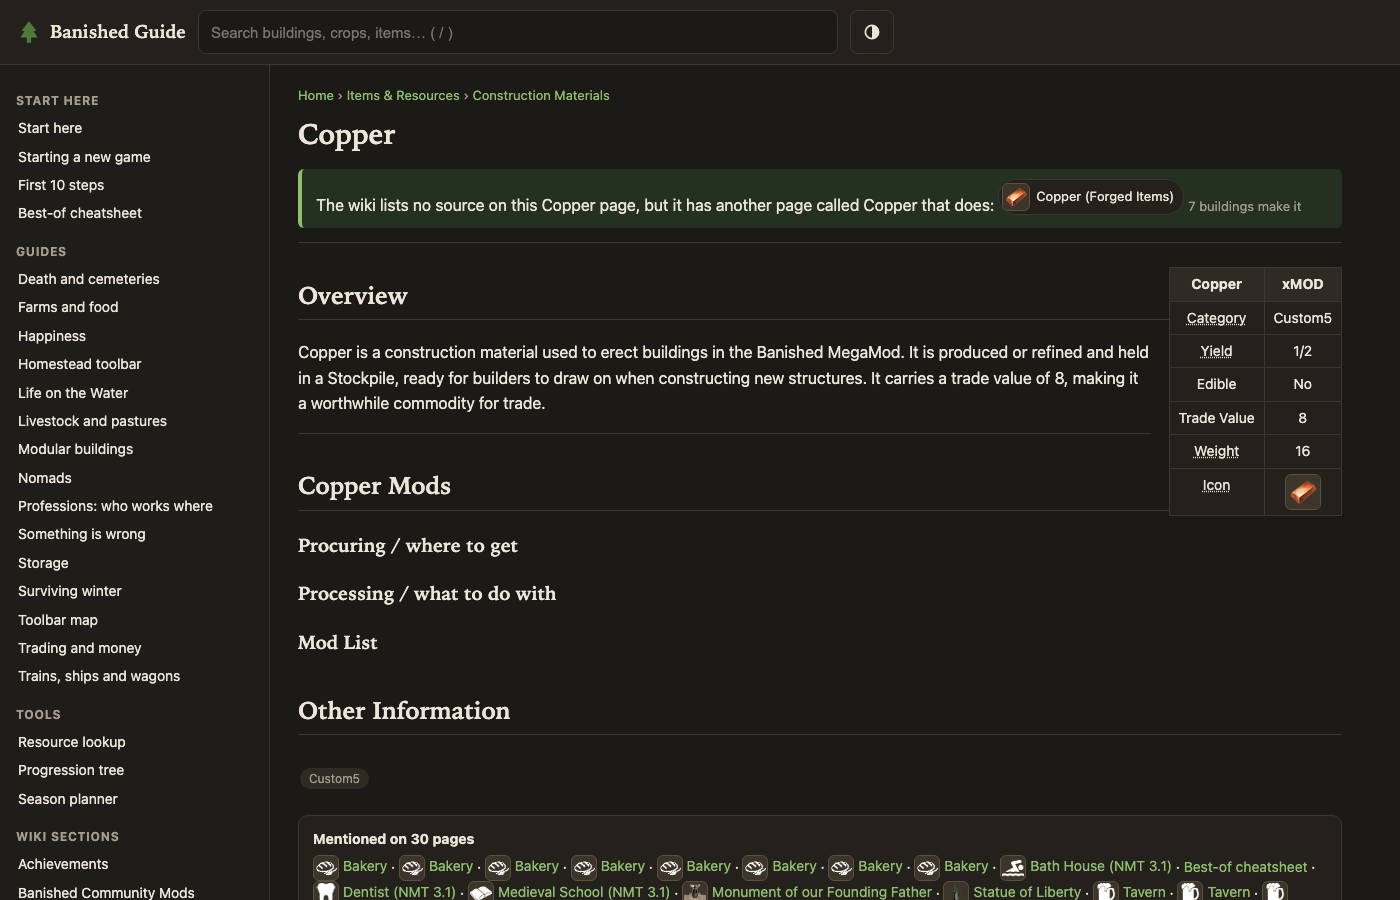 Banished Guide
Search buildings, crops, items… ( / )
START HERE
Start here
Starting a new game
First 10 steps
Best-of cheatsheet
GUIDES
Death and cemeteries
Farms and food
Happiness
Homestead toolbar
Life on the Water
Livestock and pastures
Modular buildings
Nomads
Professions: who works where
Something is wrong
Storage
Surviving winter
Toolbar map
Trading and money
Trains, ships and wagons
TOOLS
Resource lookup
Progression tree
Season planner
WIKI SECTIONS
Achievements
Banished Community Mods
Home › Items & Resources › Construction Materials
Copper
The wiki lists no source on this Copper page, but it has another page called Copper that does: Copper (Forged Items) 7 buildings make it
Overview
Copper is a construction material used to erect buildings in the Banished MegaMod. It is produced or refined and held
in a Stockpile, ready for builders to draw on when constructing new structures. It carries a trade value of 8, making it
a worthwhile commodity for trade.
Copper xMOD
Category Custom5
Yield 1/2
Edible No
Trade Value 8
Weight 16
Icon
Copper Mods
Procuring / where to get
Processing / what to do with
Mod List
Other Information
Custom5
Mentioned on 30 pages
Bakery · Bakery · Bakery · Bakery · Bakery · Bakery · Bakery · Bakery · Bath House (NMT 3.1) · Best-of cheatsheet ·
Dentist (NMT 3.1) · Medieval School (NMT 3.1) · Monument of our Founding Father · Statue of Liberty · Tavern · Tavern ·